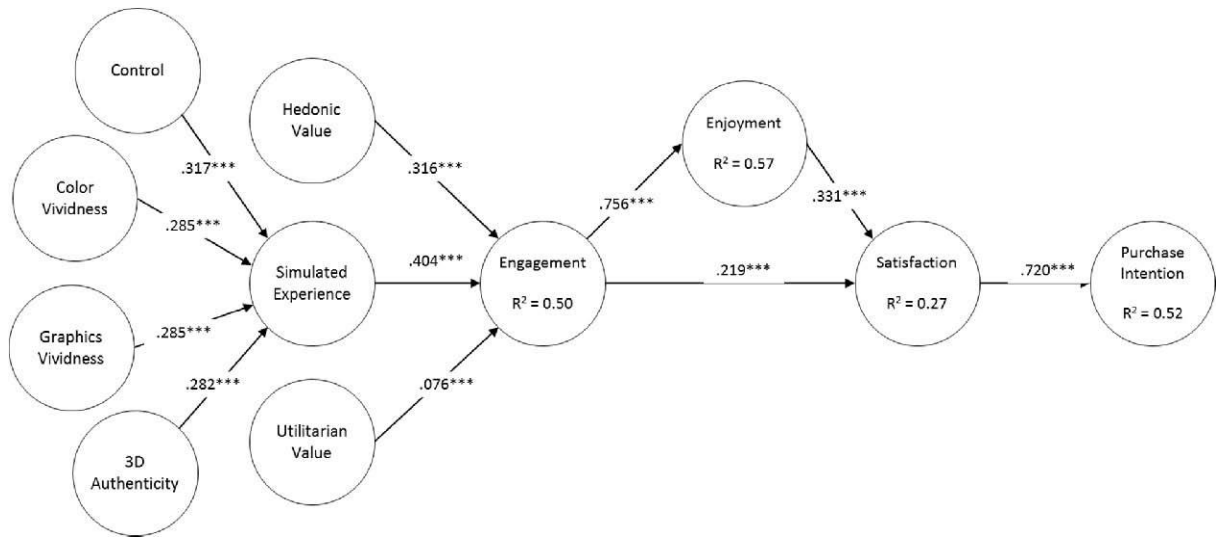 Control
.317***
Color
Vividness
.285***
Graphics
Vividness
.285***
3D
Authenticity
.282***
Simulated
Experience
Hedonic
Value
.316***
.404***
Utilitarian
Value
.076***
Engagement
R² = 0.50
.756***
Enjoyment
R² = 0.57
.331***
.219***
Satisfaction
R² = 0.27
.720***
Purchase
Intention
R² = 0.52